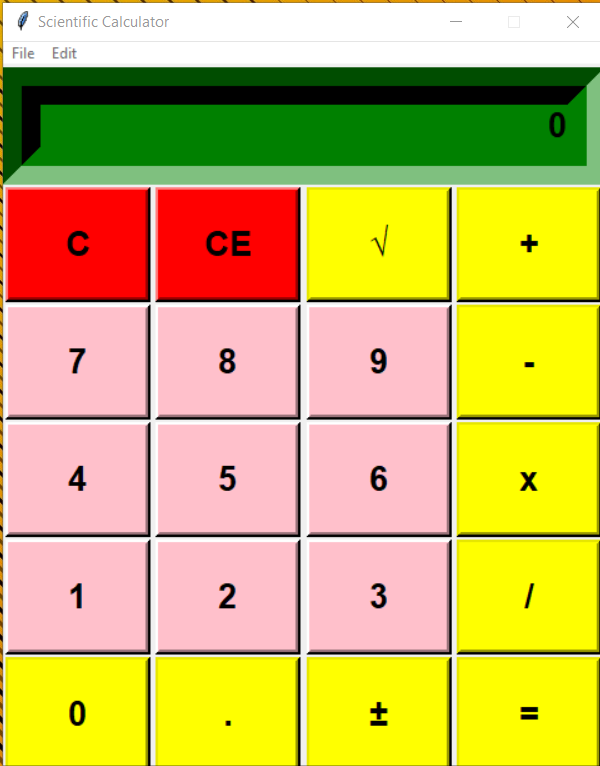 Scientific Calculator
File Edit
0
C CE √ +
7 8 9 -
4 5 6 x
1 2 3 /
0 . ± =